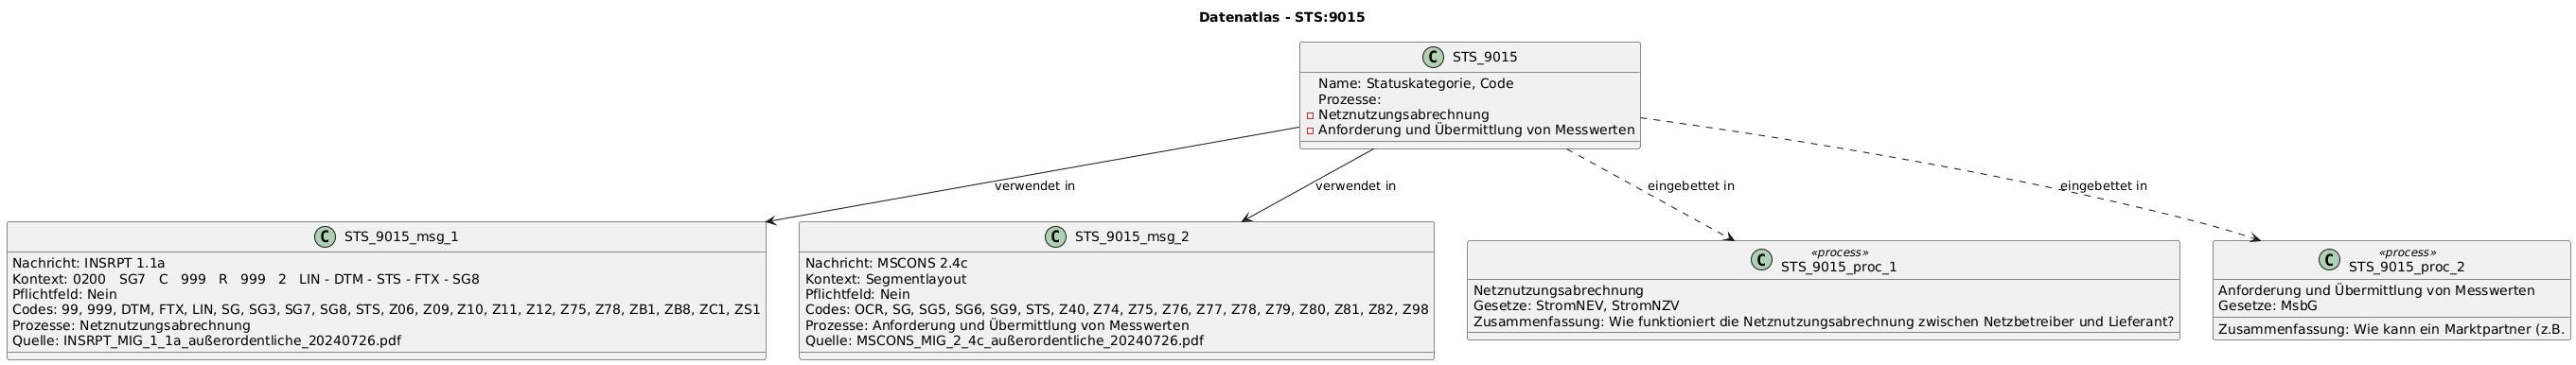 Datenatlas - STS:9015
C STS_9015
Name: Statuskategorie, Code
Prozesse:
Netznutzungsabrechnung
Anforderung und Übermittlung von Messwerten
verwendet in
verwendet in
eingebettet in
eingebettet in
C STS_9015_msg_1
Nachricht: INSRPT 1.1a
Kontext: 0200 SG7 C 999 R 999 2 LIN - DTM - STS - FTX - SG8
Pflichtfeld: Nein
Codes: 99, 999, DTM, FTX, LIN, SG, SG3, SG7, SG8, STS, Z06, Z09, Z10, Z11, Z12, Z75, Z78, ZB1, ZB8, ZC1, ZS1
Prozesse: Netznutzungsabrechnung
Quelle: INSRPT_MIG_1_1a_außerordentliche_20240726.pdf
C STS_9015_msg_2
Nachricht: MSCONS 2.4c
Kontext: Segmentlayout
Pflichtfeld: Nein
Codes: OCR, SG, SG5, SG6, SG9, STS, Z40, Z74, Z75, Z76, Z77, Z78, Z79, Z80, Z81, Z82, Z98
Prozesse: Anforderung und Übermittlung von Messwerten
Quelle: MSCONS_MIG_2_4c_außerordentliche_20240726.pdf
C «process»
STS_9015_proc_1
Netznutzungsabrechnung
Gesetze: StromNEV, StromNZV
Zusammenfassung: Wie funktioniert die Netznutzungsabrechnung zwischen Netzbetreiber und Lieferant?
C «process»
STS_9015_proc_2
Anforderung und Übermittlung von Messwerten
Gesetze: MsbG
Zusammenfassung: Wie kann ein Marktpartner (z.B.